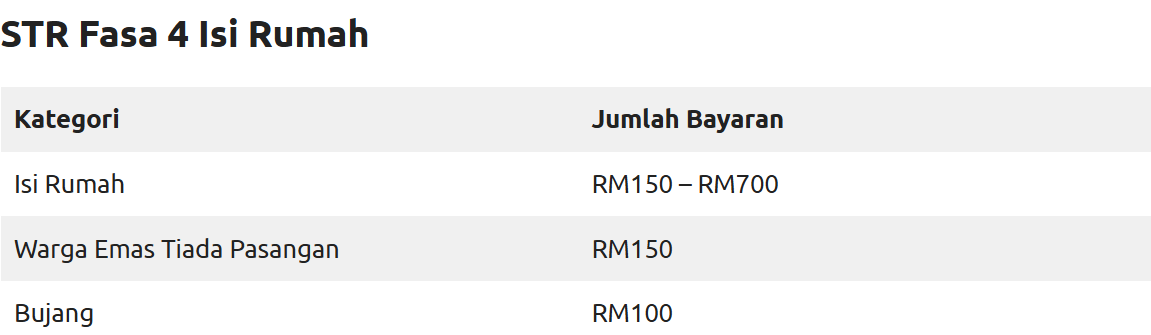 STR Fasa 4 Isi Rumah
Kategori Jumlah Bayaran
Isi Rumah RM150 – RM700
Warga Emas Tiada Pasangan RM150
Bujang RM100